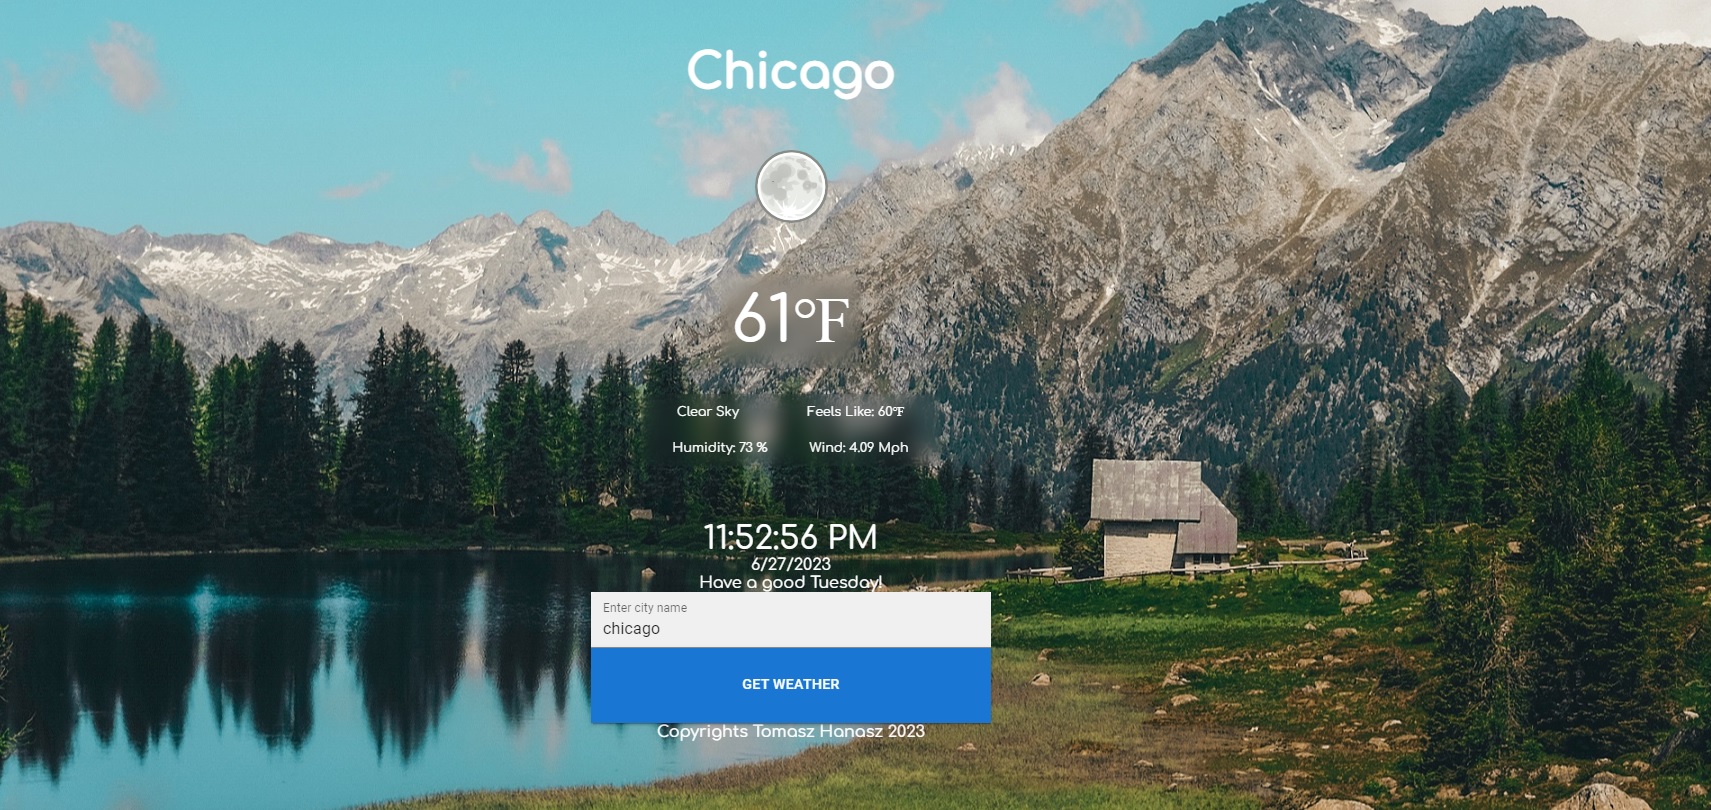 Chicago
61°F
Clear Sky Feels Like: 60°F
Humidity: 73 % Wind: 4.09 Mph
11:52:56 PM
6/27/2023
Have a good Tuesday!
Enter city name
chicago
GET WEATHER
Copyrights Tomasz Hanasz 2023